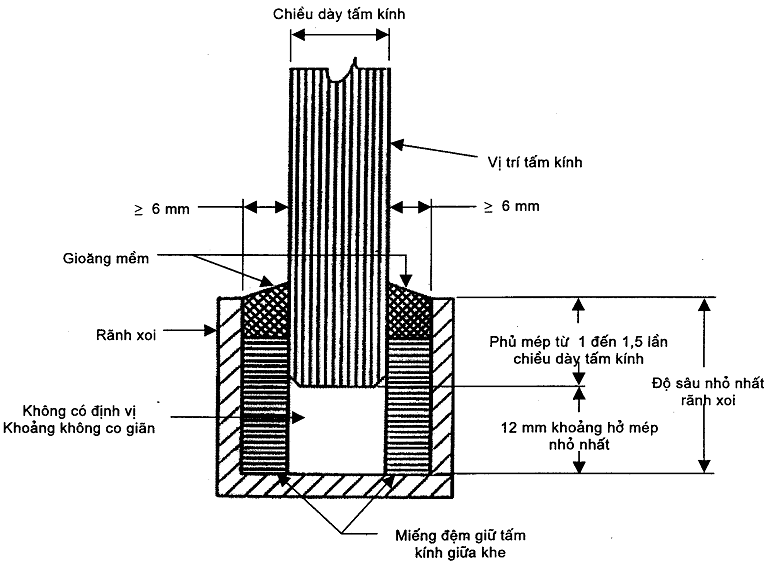 Chiều dày tấm kính
Vị trí tấm kính
≥ 6 mm
≥ 6 mm
Gioăng mềm
Rãnh xoi
Phủ mép từ 1 đến 1,5 lần
chiều dày tấm kính
Độ sâu nhỏ nhất
rãnh xoi
Không có định vị
Khoảng không co giãn
12 mm khoảng hở mép
nhỏ nhất
Miếng đệm giữ tấm
kính giữa khe